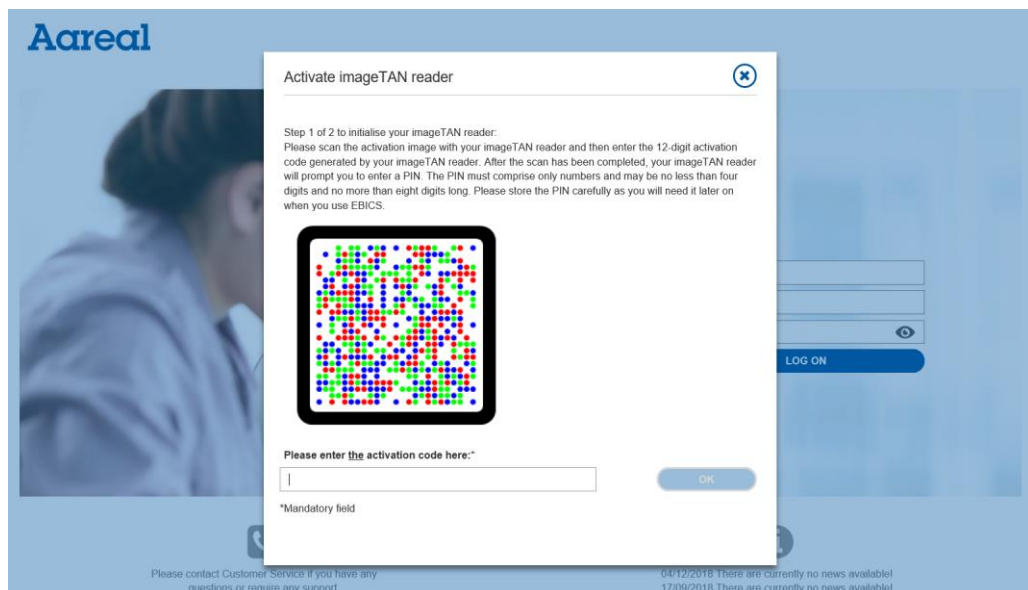 Aareal
Activate imageTAN reader
Step 1 of 2 to initialise your imageTAN reader:
Please scan the activation image with your imageTAN reader and then enter the 12-digit activation
code generated by your imageTAN reader. After the scan has been completed, your imageTAN reader
will prompt you to enter a PIN. The PIN must comprise only numbers and may be no less than four
digits and no more than eight digits long. Please store the PIN carefully as you will need it later on
when you use EBICS.
LOG ON
Please enter the activation code here:*
OK
*Mandatory field
Please contact Customer Service if you have any
questions or require any support
04/12/2018 There are currently no news available!
17/09/2018 There are currently no news available!